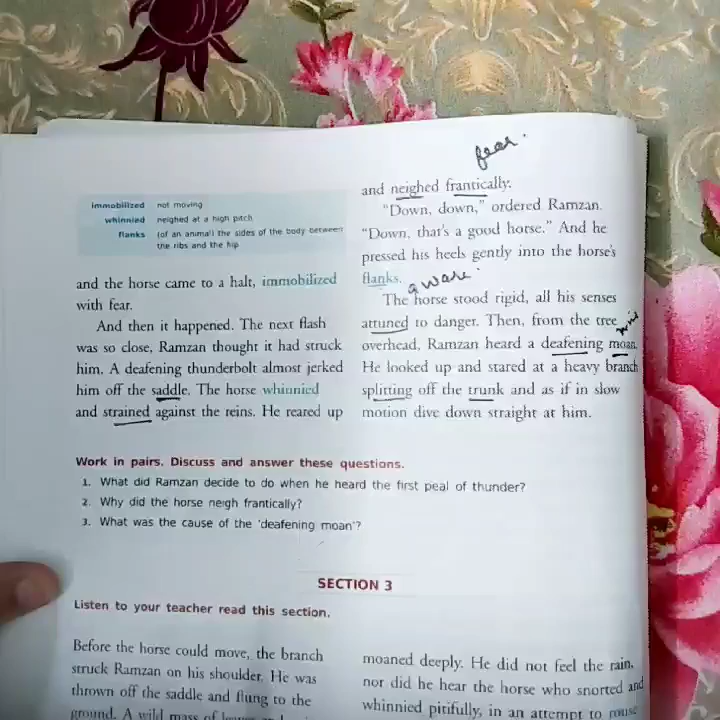 immobilized not moving
whinnied neighed at a high pitch
flanks (of an animal) the sides of the body between
the ribs and the hip
and the horse came to a halt, immobilized
with fear.
And then it happened. The next flash
was so close, Ramzan thought it had struck
him. A deafening thunderbolt almost jerked
him off the saddle. The horse whinnied
and strained against the reins. He reared up
fear.
and neighed frantically.
"Down, down," ordered Ramzan.
"Down, that's a good horse." And he
pressed his heels gently into the horse's
flanks.
aware.
The horse stood rigid, all his senses
attuned to danger. Then, from the tree
overhead, Ramzan heard a deafening moan.
He looked up and stared at a heavy branch
splitting off the trunk and as if in slow
motion dive down straight at him.
Work in pairs. Discuss and answer these questions.
1. What did Ramzan decide to do when he heard the first peal of thunder?
2. Why did the horse neigh frantically?
3. What was the cause of the 'deafening moan'?
SECTION 3
Listen to your teacher read this section.
Before the horse could move, the branch
struck Ramzan on his shoulder. He was
thrown off the saddle and flung to the
ground. A wild mass of
moaned deeply. He did not feel the rain,
nor did he hear the horse who snorted and
whinnied pitifully, in an attempt to rouse